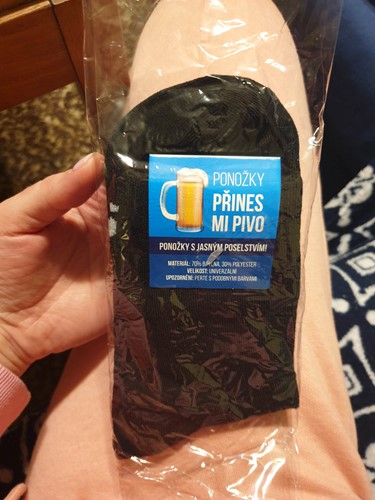 PONOŽKY
PŘINES
MI PIVO
PONOŽKY S JASNÝM POSELSTVÍM!
MATERIÁL: 70% BAVLNA, 30% POLYESTER
VELIKOST: UNIVERZÁLNÍ
UPOZORNĚNÍ: PERTE S PODOBNÝMI BARVAMI